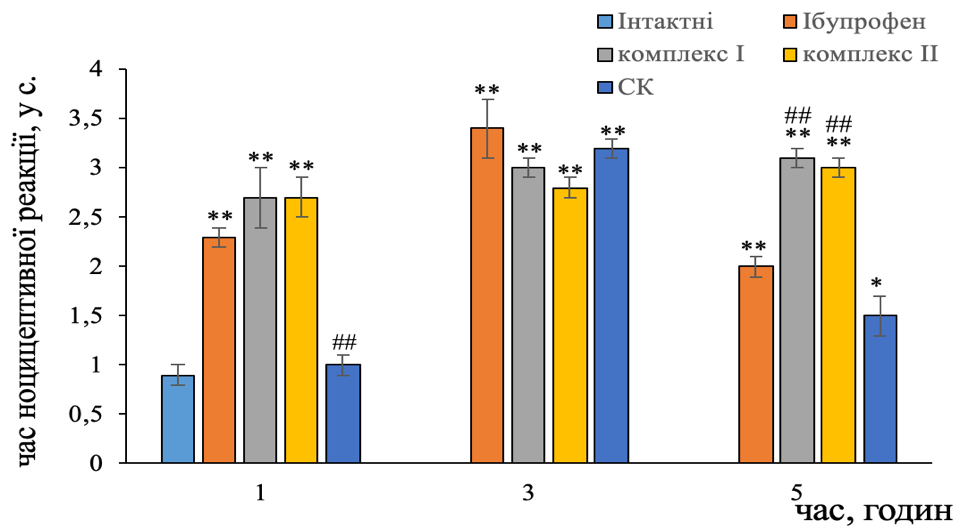 Інтактні Ібупрофен
комплекс I комплекс II
СК
час ноцицептивної реакції, у с.
4
3,5
3
2,5
2
1,5
1
0,5
0
** ** ** ##
** ** ** **
** ## ** ## ** *
1 3 5
час, годин